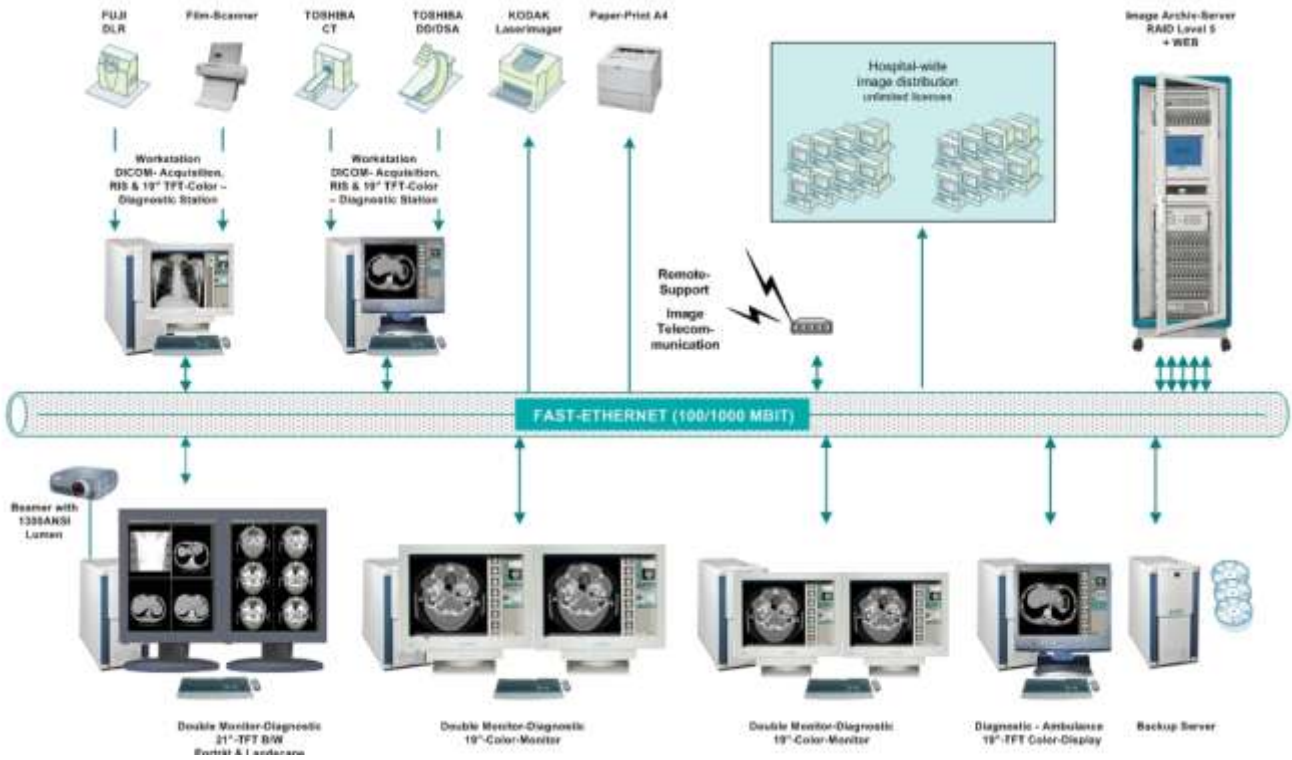 FUJI
DLR
Film-Scanner
TOSHIBA
CT
TOSHIBA
DD/DSA
KODAK
Laserimager
Paper-Print A4
Image Archiv-Server
RAID Level 5
+ WEB
Hospital-wide
image distribution
unlimited licenses
Workstation
DICOM- Acquisition,
RIS & 19" TFT-Color –
Diagnostic Station
Workstation
DICOM- Acquisition,
RIS & 19" TFT-Color
– Diagnostic Station
Remote-
Support
Image
Telecom-
munication
FAST-ETHERNET (100/1000 MBIT)
Beamer with
1300ANSI
Lumen
Double Monitor-Diagnostic
21"-TFT B/W
Porträt & Landscape
Double Monitor-Diagnostic
19"-Color-Monitor
Double Monitor-Diagnostic
19"-Color-Monitor
Diagnostic - Ambulance
19"-TFT Color-Display
Backup Server